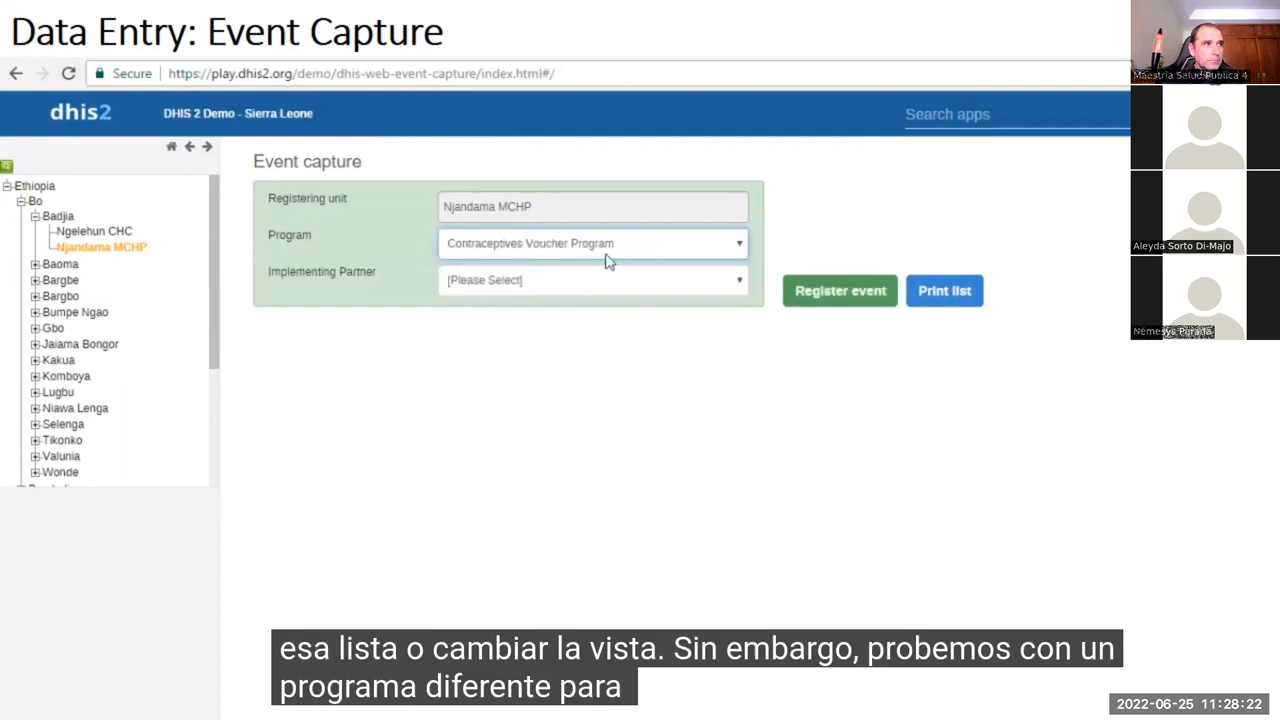 Data Entry: Event Capture
Secure https://play.dhis2.org/demo/dhis-web-event-capture/index.html#/
dhis2 DHIS 2 Demo - Sierra Leone Search apps
Ethiopia
Bo
Badjia
Ngelehun CHC
Njandama MCHP
Baoma
Bargbe
Bargbo
Bumpe Ngao
Gbo
Jaiama Bongor
Kakua
Komboya
Lugbu
Niawa Lenga
Selenga
Tikonko
Valunia
Wonde
Event capture
Registering unit Njandama MCHP
Program Contraceptives Voucher Program
Implementing Partner [Please Select]
Register event Print list
Maestria Salud Publica 4
Aleyda Sorto Di-Majo
Némesys Parada
esa lista o cambiar la vista. Sin embargo, probemos con un
programa diferente para
2022-06-25 11:28:22